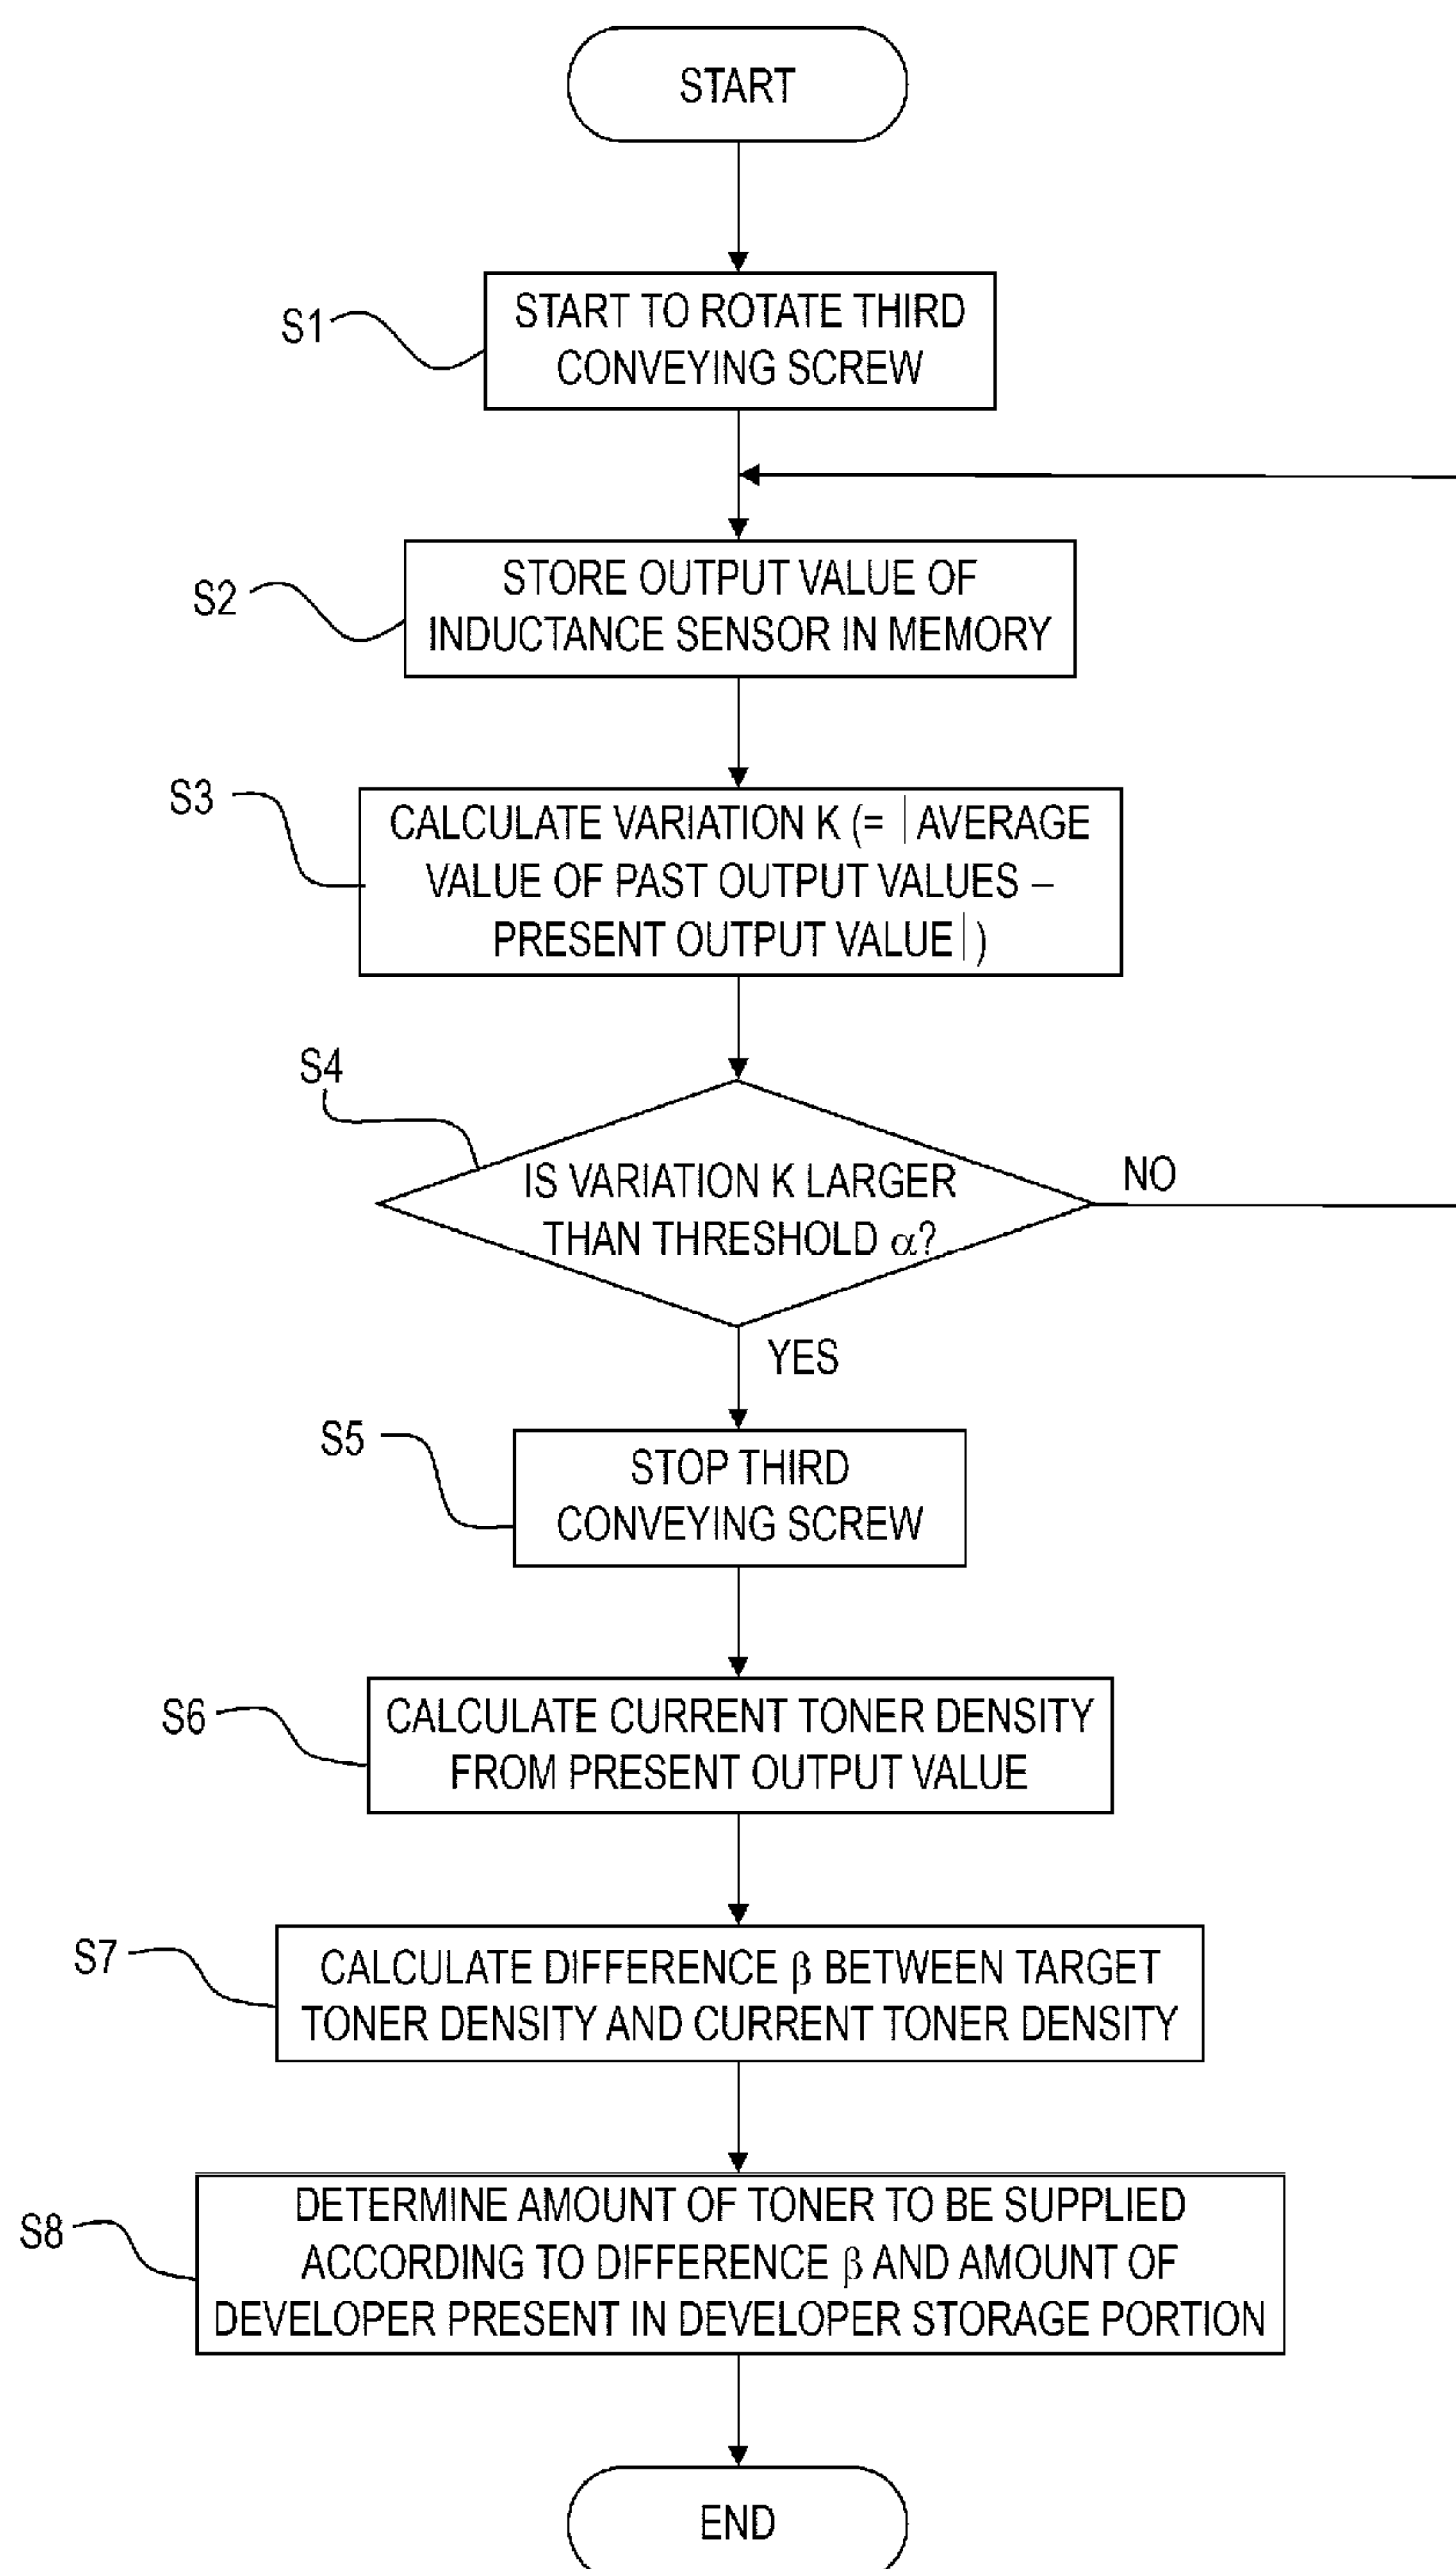 START
S1
START TO ROTATE THIRD
CONVEYING SCREW
S2
STORE OUTPUT VALUE OF
INDUCTANCE SENSOR IN MEMORY
S3
CALCULATE VARIATION K (= |AVERAGE
VALUE OF PAST OUTPUT VALUES –
PRESENT OUTPUT VALUE| )
S4
IS VARIATION K LARGER
THAN THRESHOLD α?
NO
YES
S5
STOP THIRD
CONVEYING SCREW
S6
CALCULATE CURRENT TONER DENSITY
FROM PRESENT OUTPUT VALUE
S7
CALCULATE DIFFERENCE β BETWEEN TARGET
TONER DENSITY AND CURRENT TONER DENSITY
S8
DETERMINE AMOUNT OF TONER TO BE SUPPLIED
ACCORDING TO DIFFERENCE β AND AMOUNT OF
DEVELOPER PRESENT IN DEVELOPER STORAGE PORTION
END